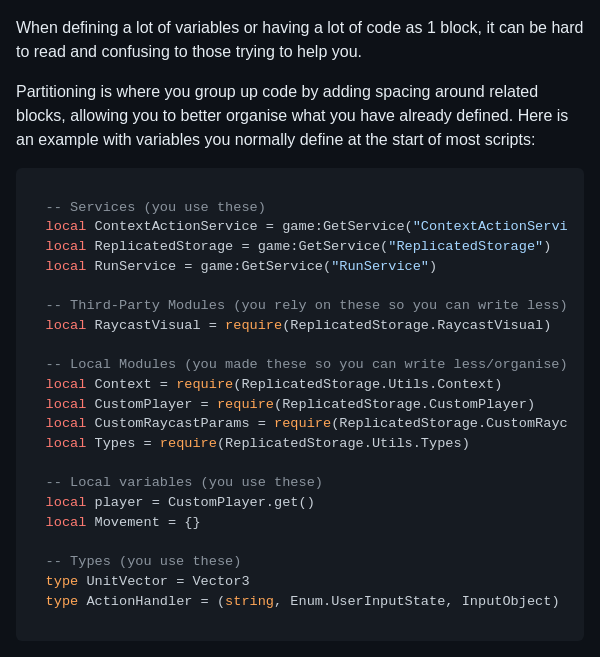 When defining a lot of variables or having a lot of code as 1 block, it can be hard
to read and confusing to those trying to help you.
Partitioning is where you group up code by adding spacing around related
blocks, allowing you to better organise what you have already defined. Here is
an example with variables you normally define at the start of most scripts:
-- Services (you use these)
local ContextActionService = game:GetService("ContextActionServi
local ReplicatedStorage = game:GetService("ReplicatedStorage")
local RunService = game:GetService("RunService")
-- Third-Party Modules (you rely on these so you can write less)
local RaycastVisual = require(ReplicatedStorage.RaycastVisual)
-- Local Modules (you made these so you can write less/organise)
local Context = require(ReplicatedStorage.Utils.Context)
local CustomPlayer = require(ReplicatedStorage.CustomPlayer)
local CustomRaycastParams = require(ReplicatedStorage.CustomRayc
local Types = require(ReplicatedStorage.Utils.Types)
-- Local variables (you use these)
local player = CustomPlayer.get()
local Movement = {}
-- Types (you use these)
type UnitVector = Vector3
type ActionHandler = (string, Enum.UserInputState, InputObject)